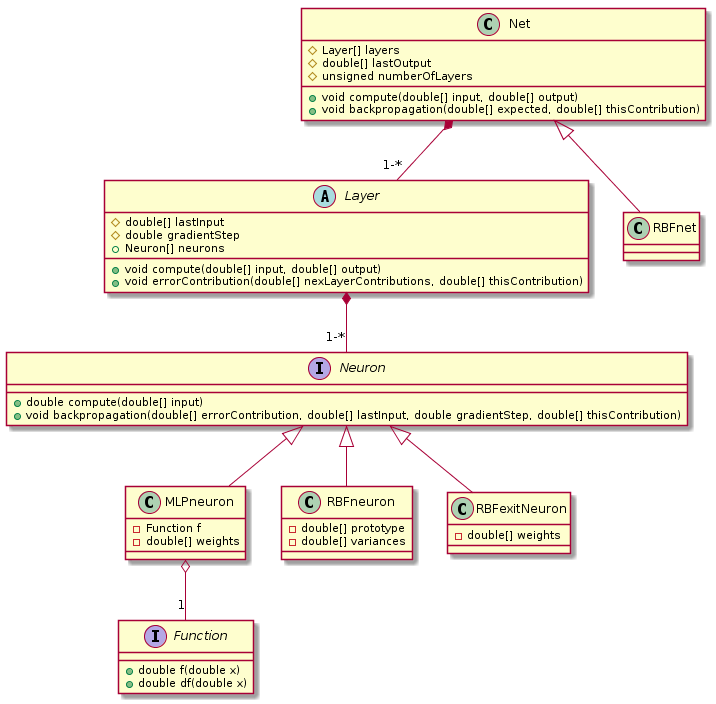 C Net
Layer[] layers
double[] lastOutput
unsigned numberOfLayers
void compute(double[] input, double[] output)
void backpropagation(double[] expected, double[] thisContribution)
1-*
A Layer
double[] lastInput
double gradientStep
Neuron[] neurons
void compute(double[] input, double[] output)
void errorContribution(double[] nexLayerContributions, double[] thisContribution)
C RBFnet
1-*
I Neuron
double compute(double[] input)
void backpropagation(double[] errorContribution, double[] lastInput, double gradientStep, double[] thisContribution)
C MLPneuron
Function f
double[] weights
C RBFneuron
double[] prototype
double[] variances
C RBFexitNeuron
double[] weights
1
I Function
double f(double x)
double df(double x)